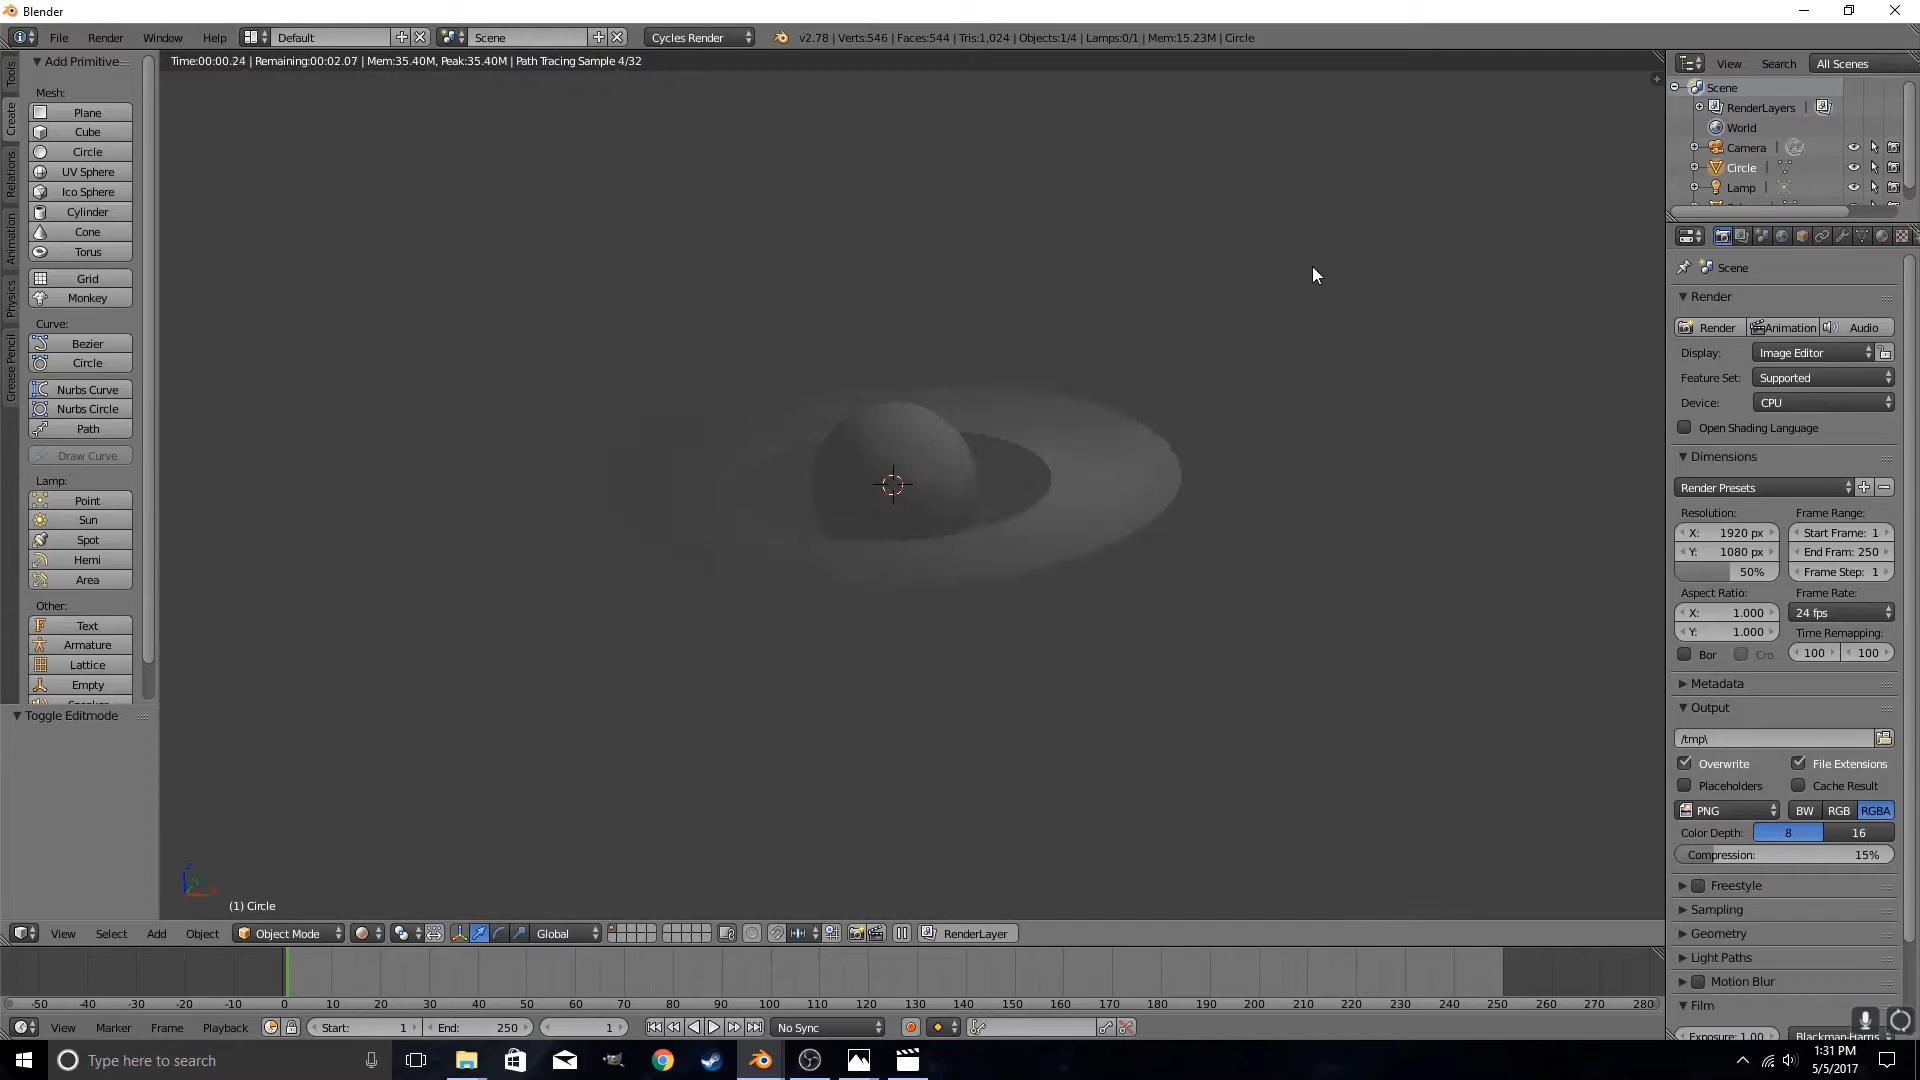 Blender
File Render Window Help Default Scene Cycles Render v2.78 | Verts:546 | Faces:544 | Tris:1,024 | Objects:1/4 | Lamps:0/1 | Mem:15.23M | Circle
Time:00:00.24 | Remaining:00:02.07 | Mem:35.40M, Peak:35.40M | Path Tracing Sample 4/32
Tools
Create
Relations
Animation
Physics
Grease Pencil
Add Primitive
Mesh:
Plane
Cube
Circle
UV Sphere
Ico Sphere
Cylinder
Cone
Torus
Grid
Monkey
Curve:
Bezier
Circle
Nurbs Curve
Nurbs Circle
Path
Draw Curve
Lamp:
Point
Sun
Spot
Hemi
Area
Other:
Text
Armature
Lattice
Empty
Toggle Editmode
(1) Circle
View Select Add Object Object Mode Global RenderLayer
View Search All Scenes
Scene
RenderLayers |
World
Camera |
Circle |
Lamp |
Scene
Render
Render Animation Audio
Display: Image Editor
Feature Set: Supported
Device: CPU
Open Shading Language
Dimensions
Render Presets
Resolution: Frame Range:
X: 1920 px Start Frame: 1
Y: 1080 px End Fram: 250
50% Frame Step: 1
Aspect Ratio: Frame Rate:
X: 1.000 24 fps
Y: 1.000 Time Remapping:
Bor Cro 100 100
Metadata
Output
/tmp\
Overwrite File Extensions
Placeholders Cache Result
PNG BW RGB RGBA
Color Depth: 8 16
Compression: 15%
Freestyle
Sampling
Geometry
Light Paths
Motion Blur
Film
Exposure: 1.00 Blackman-Harris
-50 -40 -30 -20 -10 0 10 20 30 40 50 60 70 80 90 100 110 120 130 140 150 160 170 180 190 200 210 220 230 240 250 260 270 280
View Marker Frame Playback Start: 1 End: 250 1 No Sync
Type here to search
1:31 PM
5/5/2017